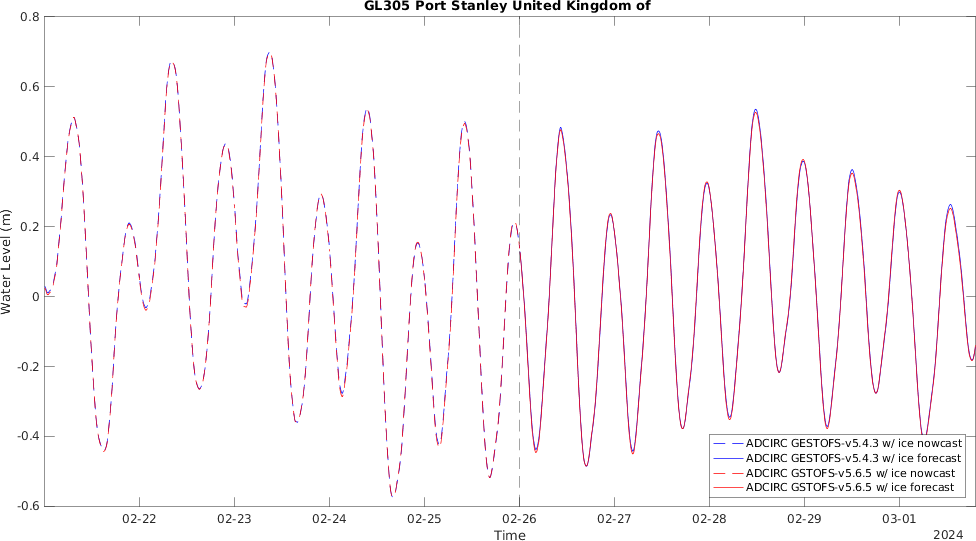 GL305 Port Stanley United Kingdom of
Water Level (m)
0.8
0.6
0.4
0.2
0
-0.2
-0.4
-0.6
ADCIRC GESTOFS-v5.4.3 w/ ice nowcast
ADCIRC GESTOFS-v5.4.3 w/ ice forecast
ADCIRC GSTOFS-v5.6.5 w/ ice nowcast
ADCIRC GSTOFS-v5.6.5 w/ ice forecast
02-22 02-23 02-24 02-25 02-26 02-27 02-28 02-29 03-01
Time
2024